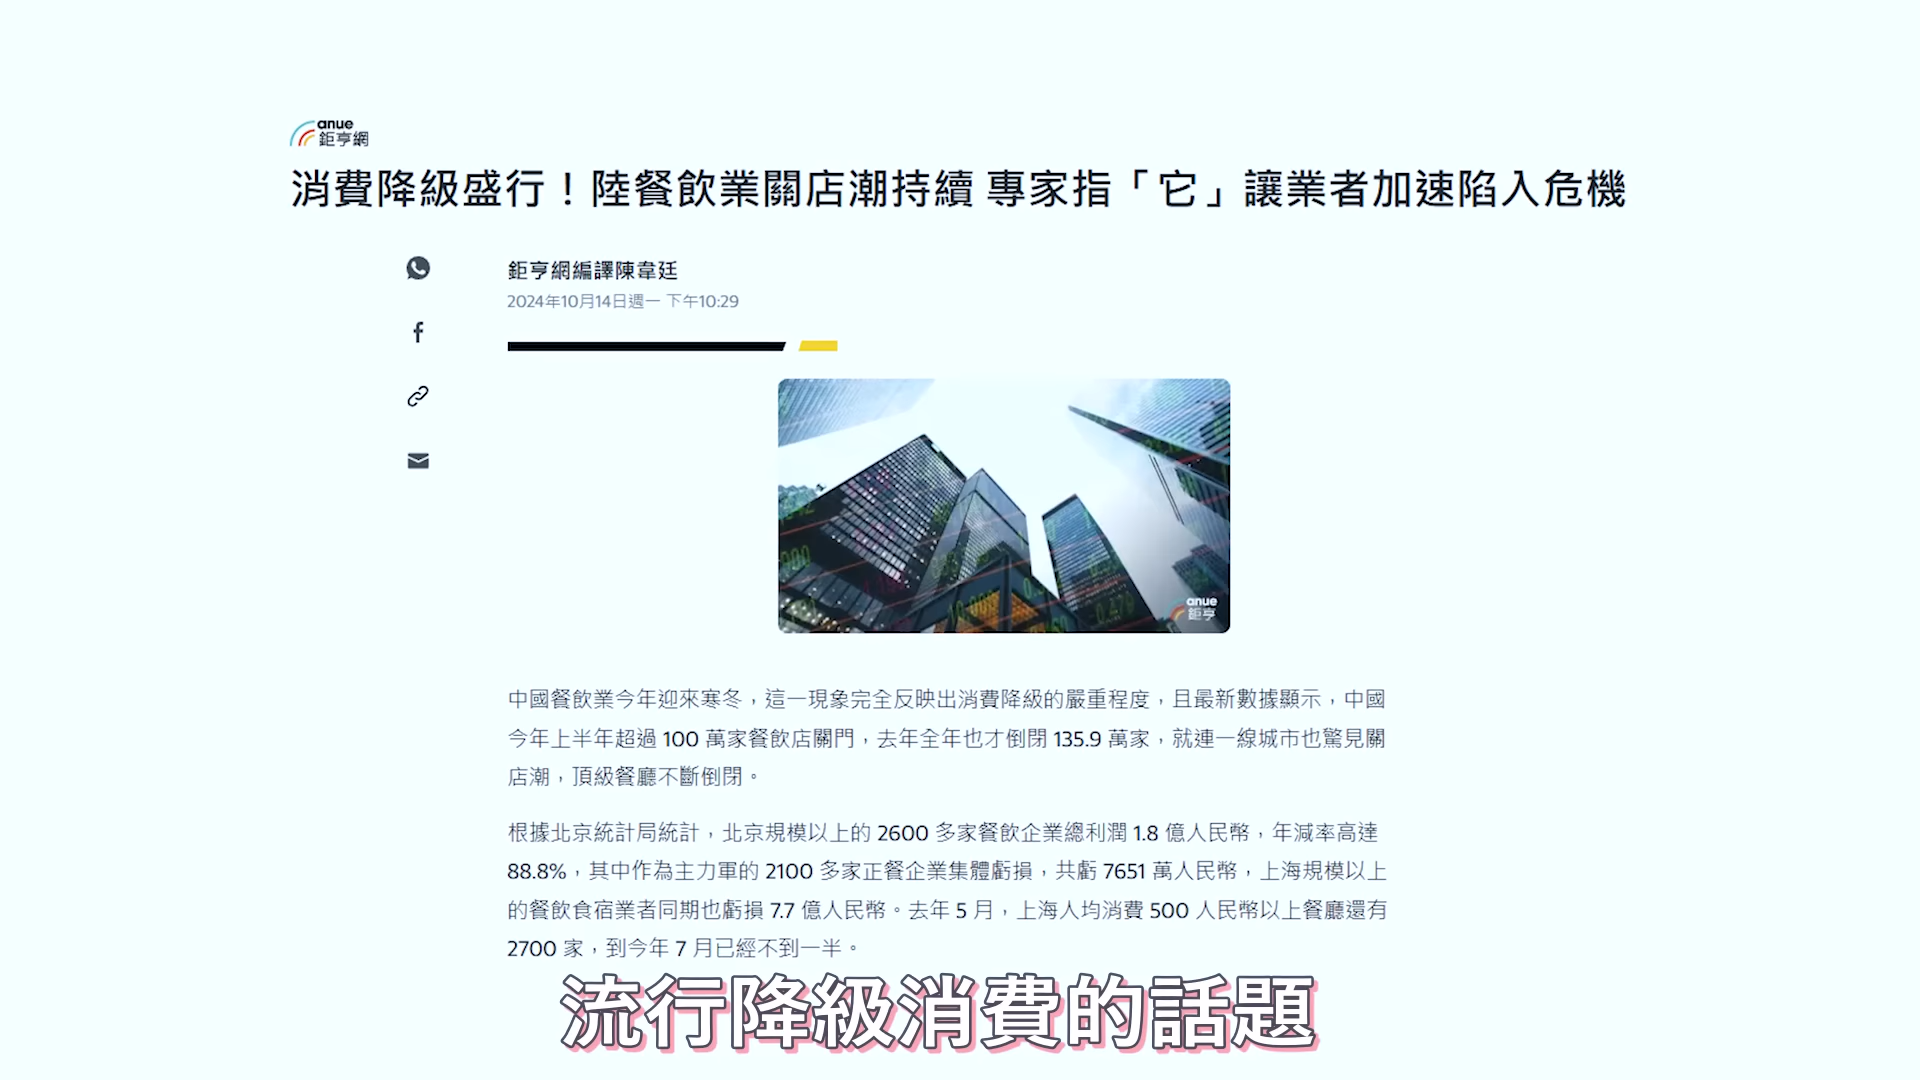 anue
鉅亨網
消費降級盛行！陸餐飲業關店潮持續 專家指「它」讓業者加速陷入危機
鉅亨網編譯陳韋廷
2024年10月14日週一 下午10:29
anue
鉅亨
中國餐飲業今年迎來寒冬，這一現象完全反映出消費降級的嚴重程度，且最新數據顯示，中國
今年上半年超過 100 萬家餐飲店關門，去年全年也才倒閉 135.9 萬家，就連一線城市也驚見關
店潮，頂級餐廳不斷倒閉。
根據北京統計局統計，北京規模以上的 2600 多家餐飲企業總利潤 1.8 億人民幣，年減率高達
88.8%，其中作為主力軍的 2100 多家正餐企業集體虧損，共虧 7651 萬人民幣，上海規模以上
的餐飲食宿業者同期也虧損 7.7 億人民幣。去年 5 月，上海人均消費 500 人民幣以上餐廳還有
2700 家，到今年 7 月已經不到一半。
流行降級消費的話題